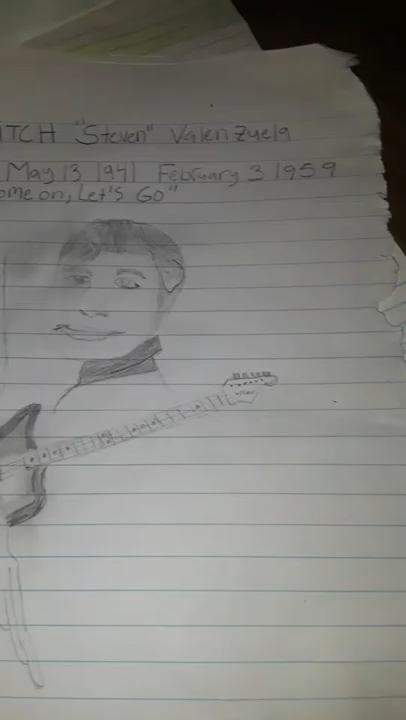 ITCH "Steven" Valenzuela
May 13 1941 February 3 1959
ome on, Let's Go"